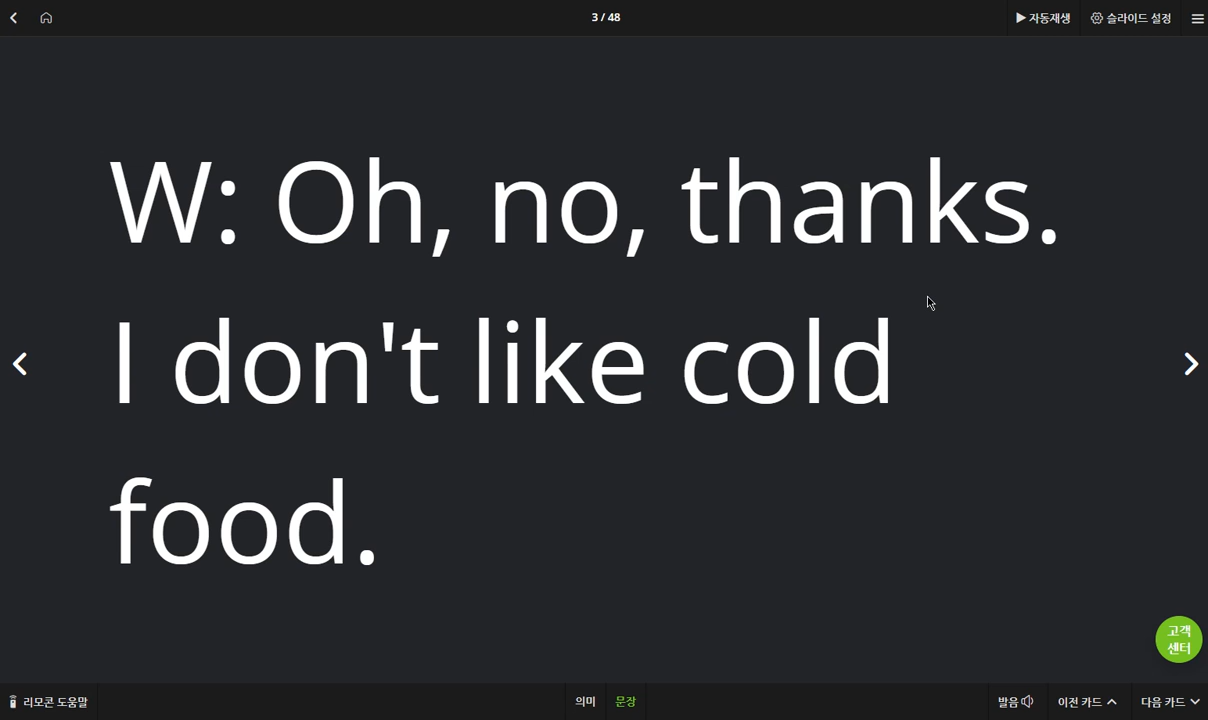 3 / 48
자동재생
슬라이드 설정
W: Oh, no, thanks.
I don't like cold
food.
고객
센터
리모콘 도움말
의미
문장
발음
이전 카드
다음 카드